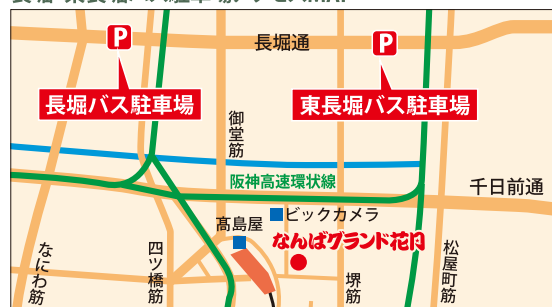 P
長堀通
P
長堀バス駐車場
東長堀バス駐車場
御堂筋
阪神高速環状線
千日前通
ビックカメラ
髙島屋
なんばグランド花月
なにわ筋
四ツ橋筋
堺筋
松屋町筋